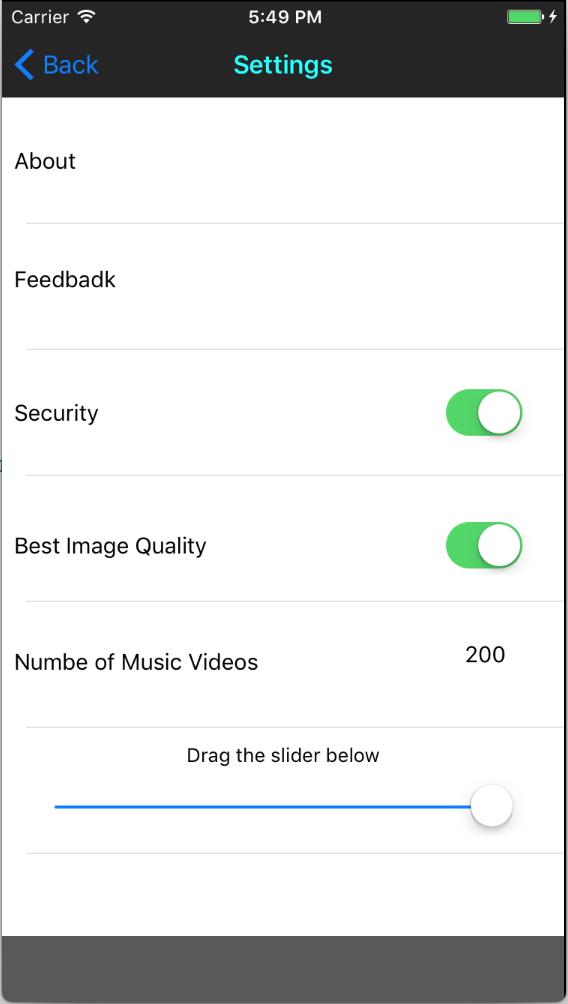 Carrier 5:49 PM
Back Settings
About
Feedbadk
Security
Best Image Quality
Numbe of Music Videos 200
Drag the slider below